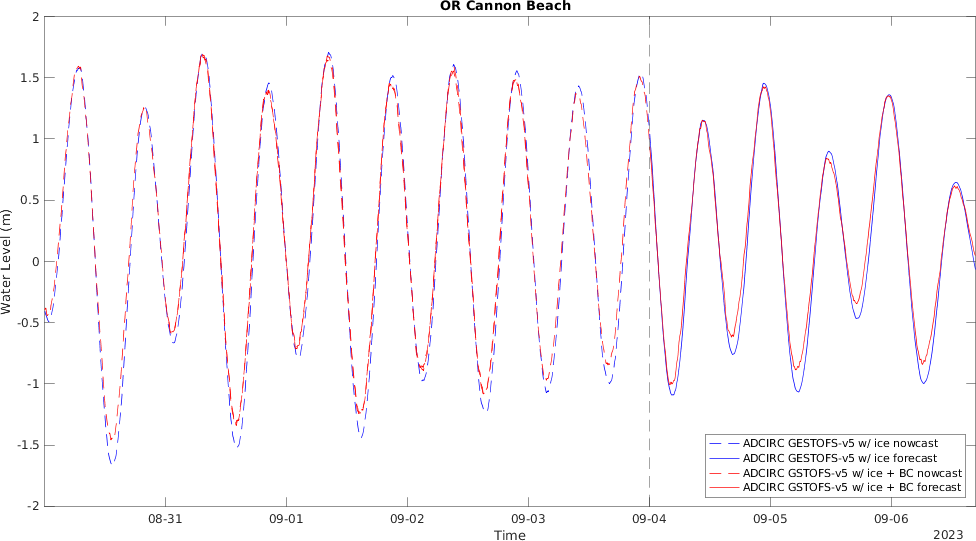 OR Cannon Beach
2
1.5
1
0.5
0
-0.5
-1
-1.5
-2
Water Level (m)
08-31 09-01 09-02 09-03 09-04 09-05 09-06
Time
2023
ADCIRC GESTOFS-v5 w/ ice nowcast
ADCIRC GESTOFS-v5 w/ ice forecast
ADCIRC GSTOFS-v5 w/ ice + BC nowcast
ADCIRC GSTOFS-v5 w/ ice + BC forecast